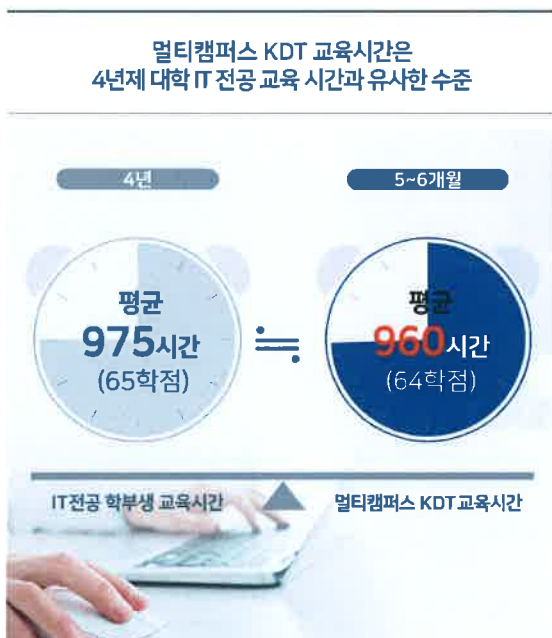 멀티캠퍼스 KDT 교육시간은
4년제 대학 IT 전공 교육 시간과 유사한 수준
4년
5~6개월
평균
975시간
(65학점)
≒
평균
960시간
(64학점)
IT전공 학부생 교육시간
멀티캠퍼스 KDT교육시간